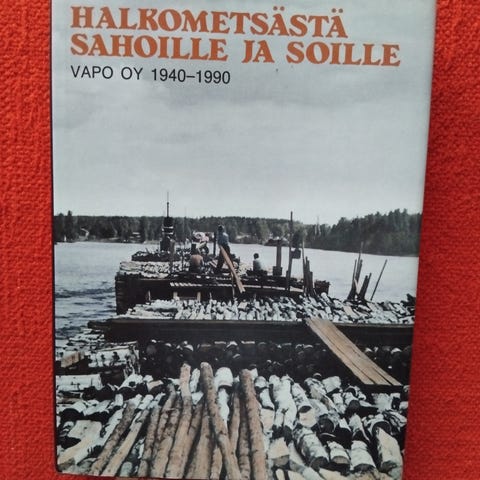 HALKOMETSÄSTÄ
SAHOILLE JA SOILLE
VAPO OY 1940–1990